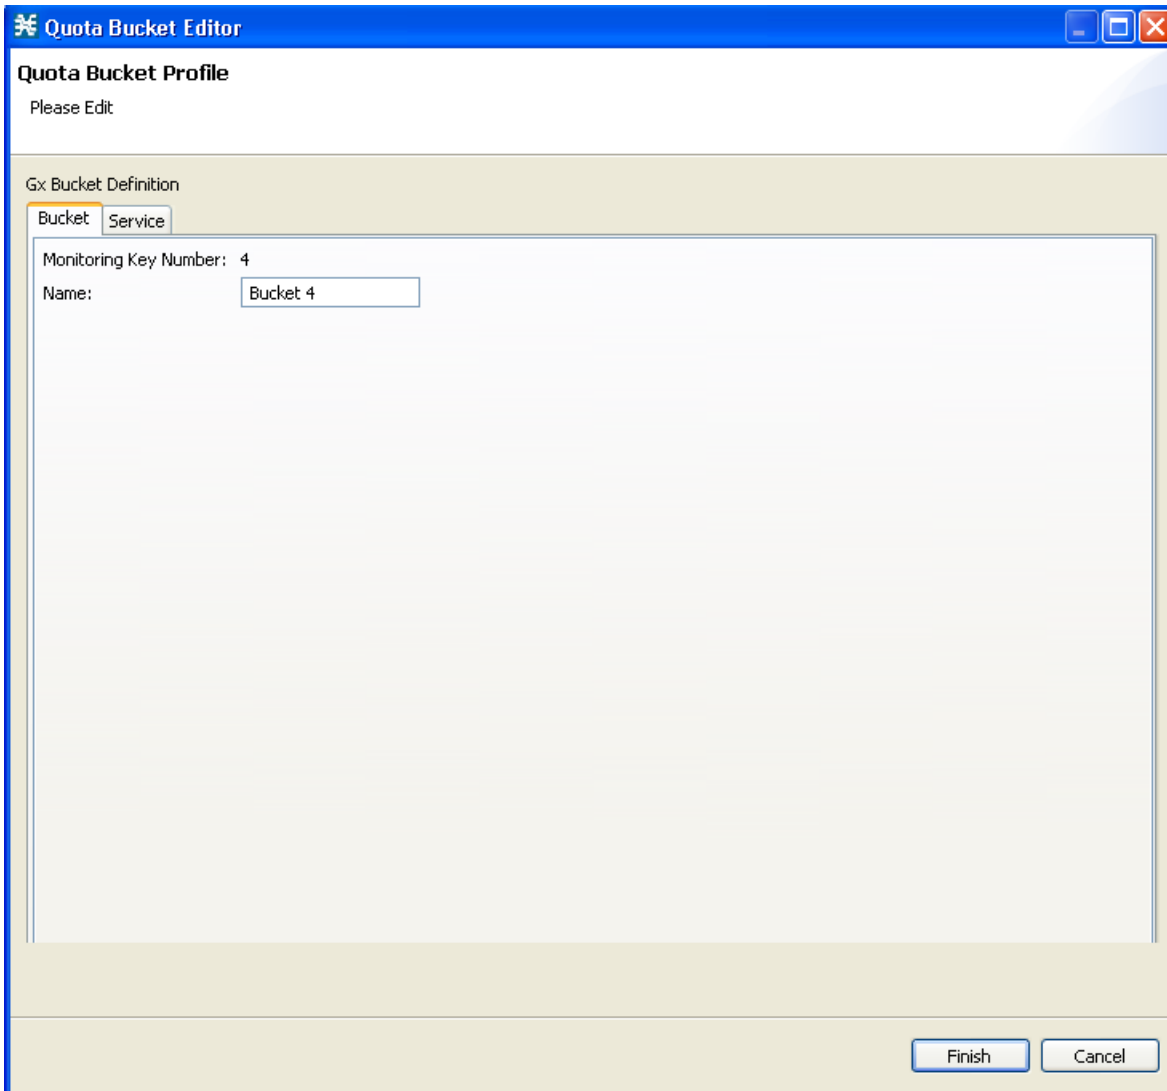 Quota Bucket Editor
Quota Bucket Profile
Please Edit
Gx Bucket Definition
Bucket Service
Monitoring Key Number: 4
Name: Bucket 4
Finish Cancel